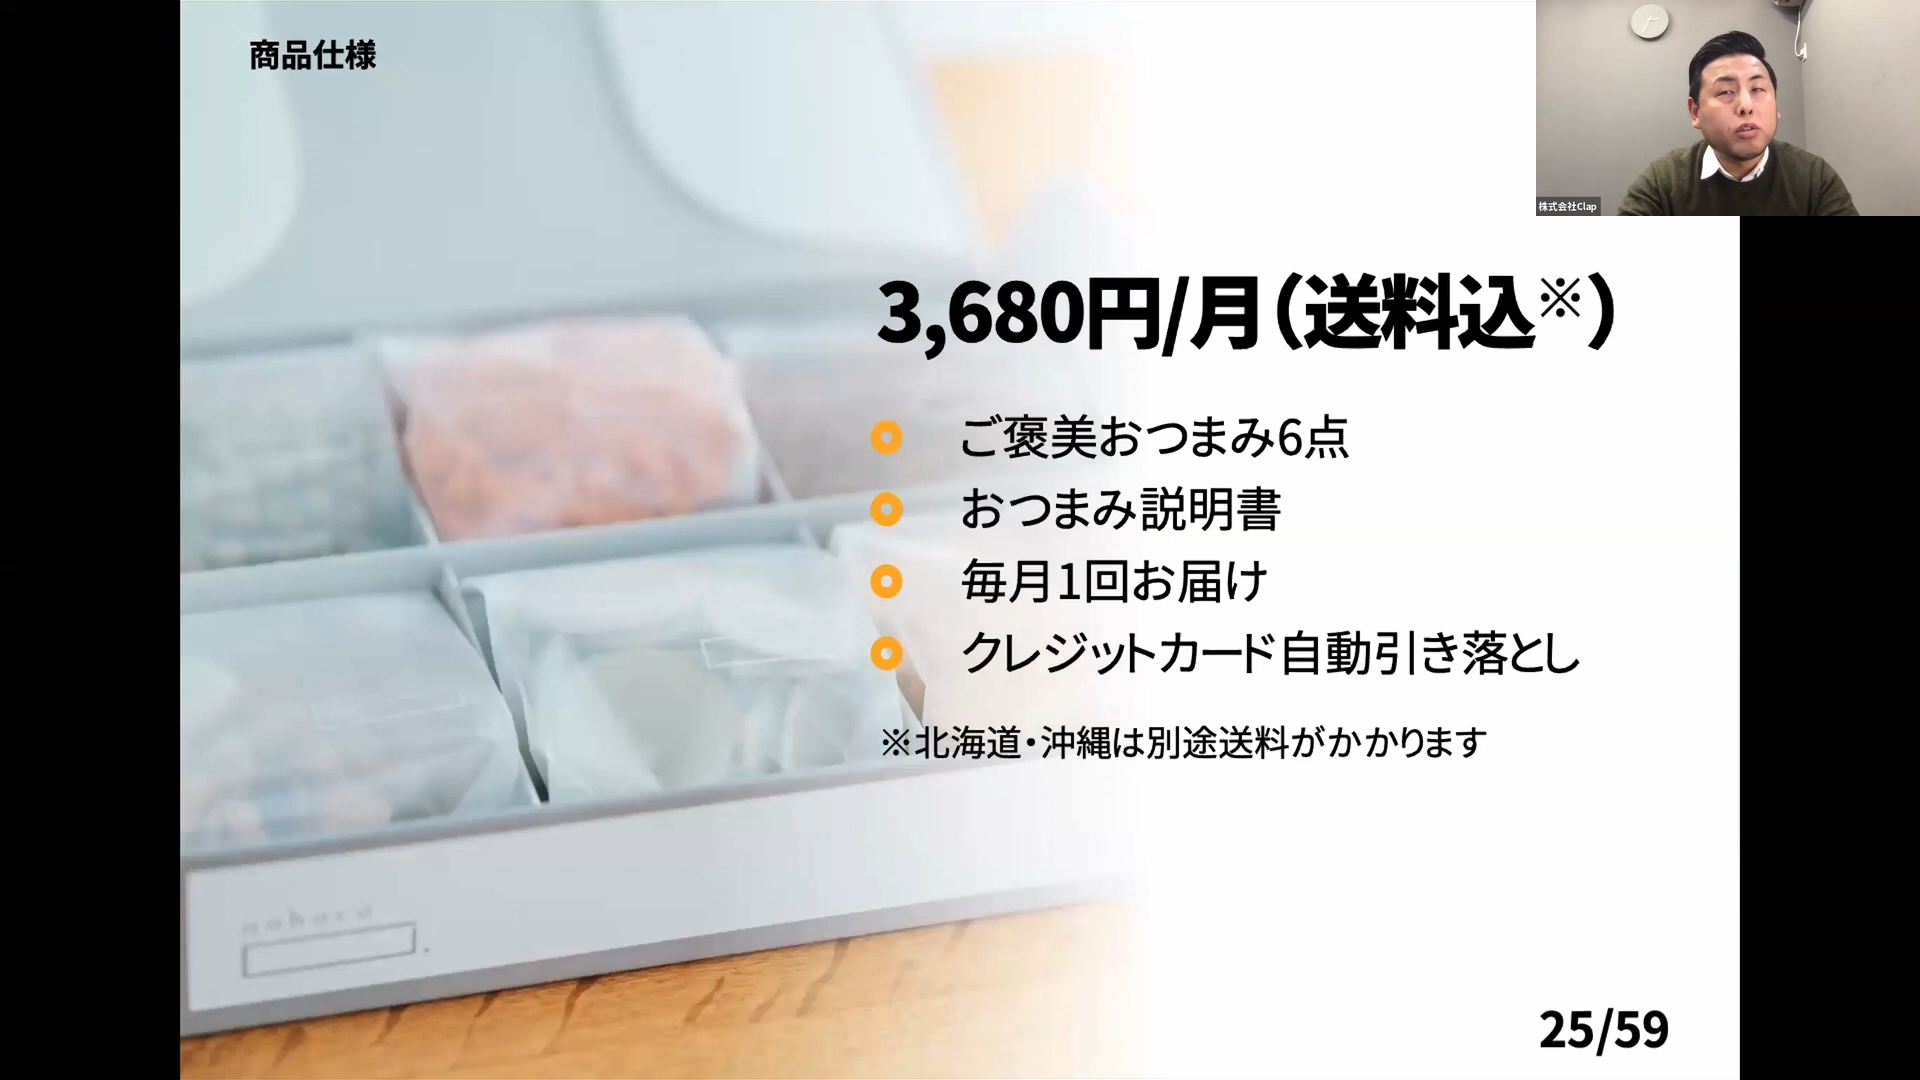 商品仕様
株式会社Clap
3,680円/月（送料込※）
ご褒美おつまみ6点
おつまみ説明書
毎月1回お届け
クレジットカード自動引き落とし
※北海道・沖縄は別途送料がかかります
25/59